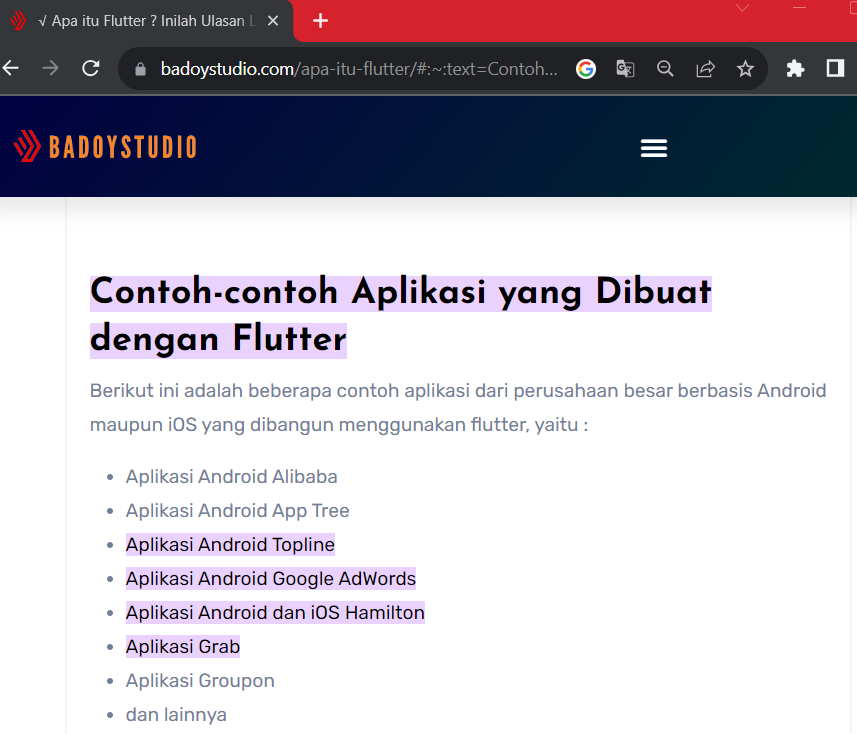 √ Apa itu Flutter ? Inilah Ulasan L
badoystudio.com/apa-itu-flutter/#:~:text=Contoh...
BADOYSTUDIO
Contoh-contoh Aplikasi yang Dibuat
dengan Flutter
Berikut ini adalah beberapa contoh aplikasi dari perusahaan besar berbasis Android
maupun iOS yang dibangun menggunakan flutter, yaitu :
• Aplikasi Android Alibaba
• Aplikasi Android App Tree
• Aplikasi Android Topline
• Aplikasi Android Google AdWords
• Aplikasi Android dan iOS Hamilton
• Aplikasi Grab
• Aplikasi Groupon
• dan lainnya